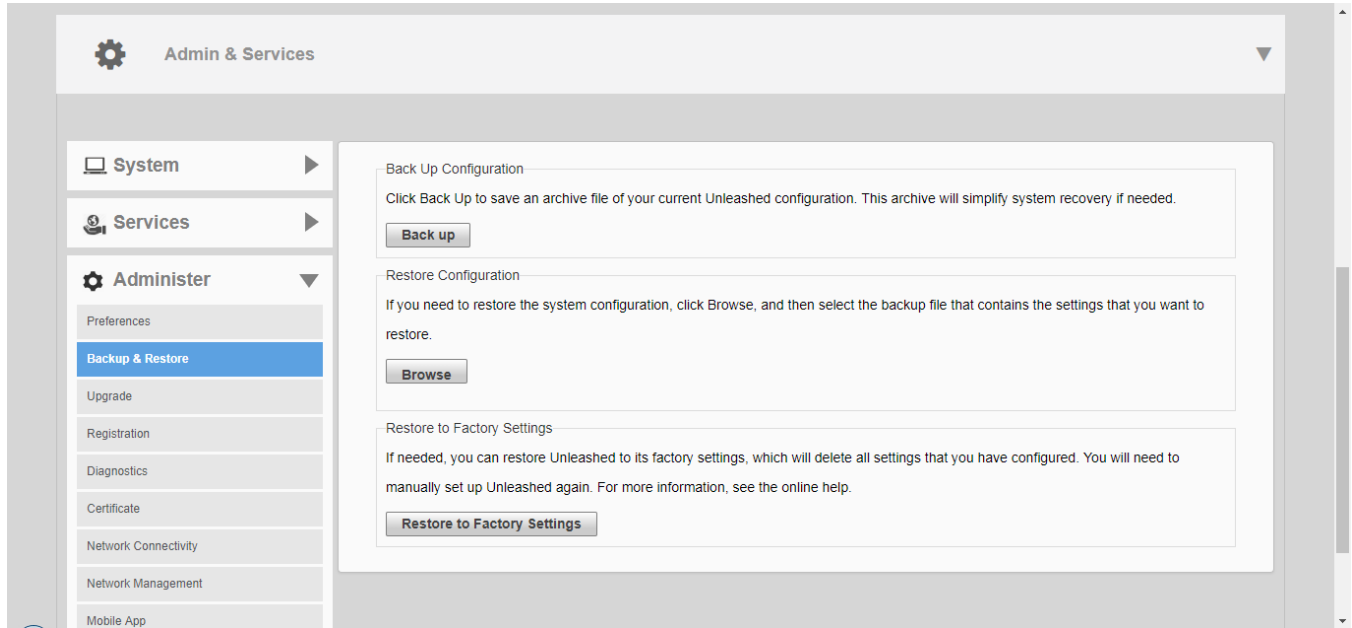 Admin & Services
System
Services
Administer
Preferences
Backup & Restore
Upgrade
Registration
Diagnostics
Certificate
Network Connectivity
Network Management
Mobile App
Back Up Configuration
Click Back Up to save an archive file of your current Unleashed configuration. This archive will simplify system recovery if needed.
Back up
Restore Configuration
If you need to restore the system configuration, click Browse, and then select the backup file that contains the settings that you want to
restore.
Browse
Restore to Factory Settings
If needed, you can restore Unleashed to its factory settings, which will delete all settings that you have configured. You will need to
manually set up Unleashed again. For more information, see the online help.
Restore to Factory Settings